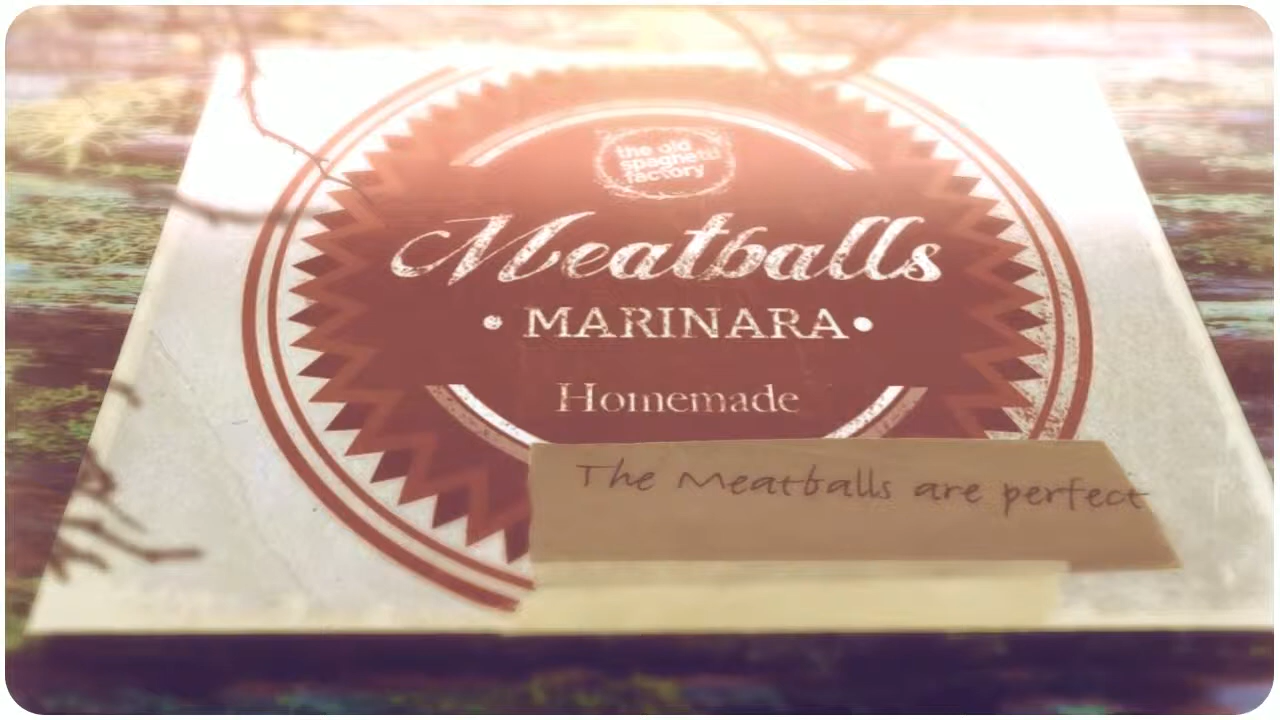 the old
spaghetti
factory
Meatballs
• MARINARA •
Homemade
The Meatballs are perfect